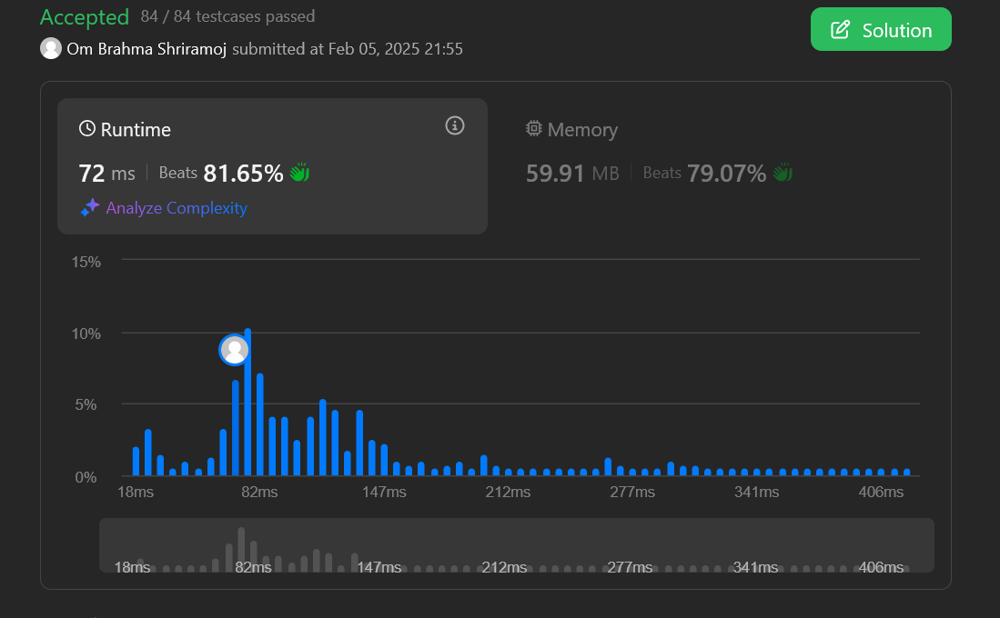 Accepted 84 / 84 testcases passed
Om Brahma Shriramoj submitted at Feb 05, 2025 21:55
Solution
Runtime
72 ms Beats 81.65%
Analyze Complexity
Memory
59.91 MB Beats 79.07%
15%
10%
5%
0%
18ms 82ms 147ms 212ms 277ms 341ms 406ms
18ms 82ms 147ms 212ms 277ms 341ms 406ms